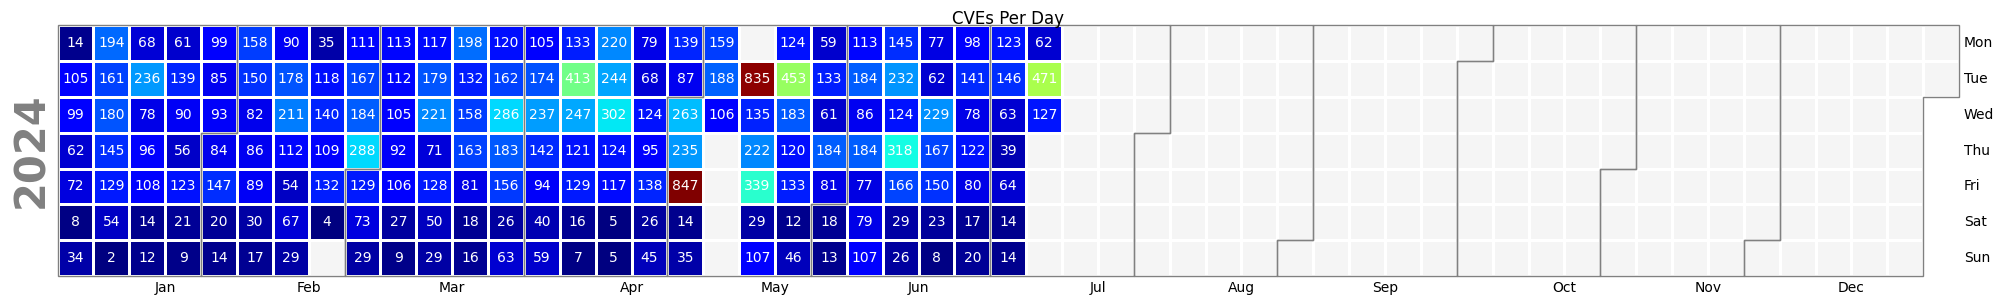 CVEs Per Day
14 194 68 61 99 158 90 35 111 113 117 198 120 105 133 220 79 139 159 124 59 113 145 77 98 123 62 Mon
105 161 236 139 85 150 178 118 167 112 179 132 162 174 413 244 68 87 188 835 453 133 184 232 62 141 146 471 Tue
99 180 78 90 93 82 211 140 184 105 221 158 286 237 247 302 124 263 106 135 183 61 86 124 229 78 63 127 Wed
62 145 96 56 84 86 112 109 288 92 71 163 183 142 121 124 95 235 222 120 184 184 318 167 122 39 Thu
72 129 108 123 147 89 54 132 129 106 128 81 156 94 129 117 138 847 339 133 81 77 166 150 80 64 Fri
8 54 14 21 20 30 67 4 73 27 50 18 26 40 16 5 26 14 29 12 18 79 29 23 17 14 Sat
34 2 12 9 14 17 29 29 9 29 16 63 59 7 5 45 35 107 46 13 107 26 8 20 14 Sun
2024
Jan Feb Mar Apr May Jun Jul Aug Sep Oct Nov Dec